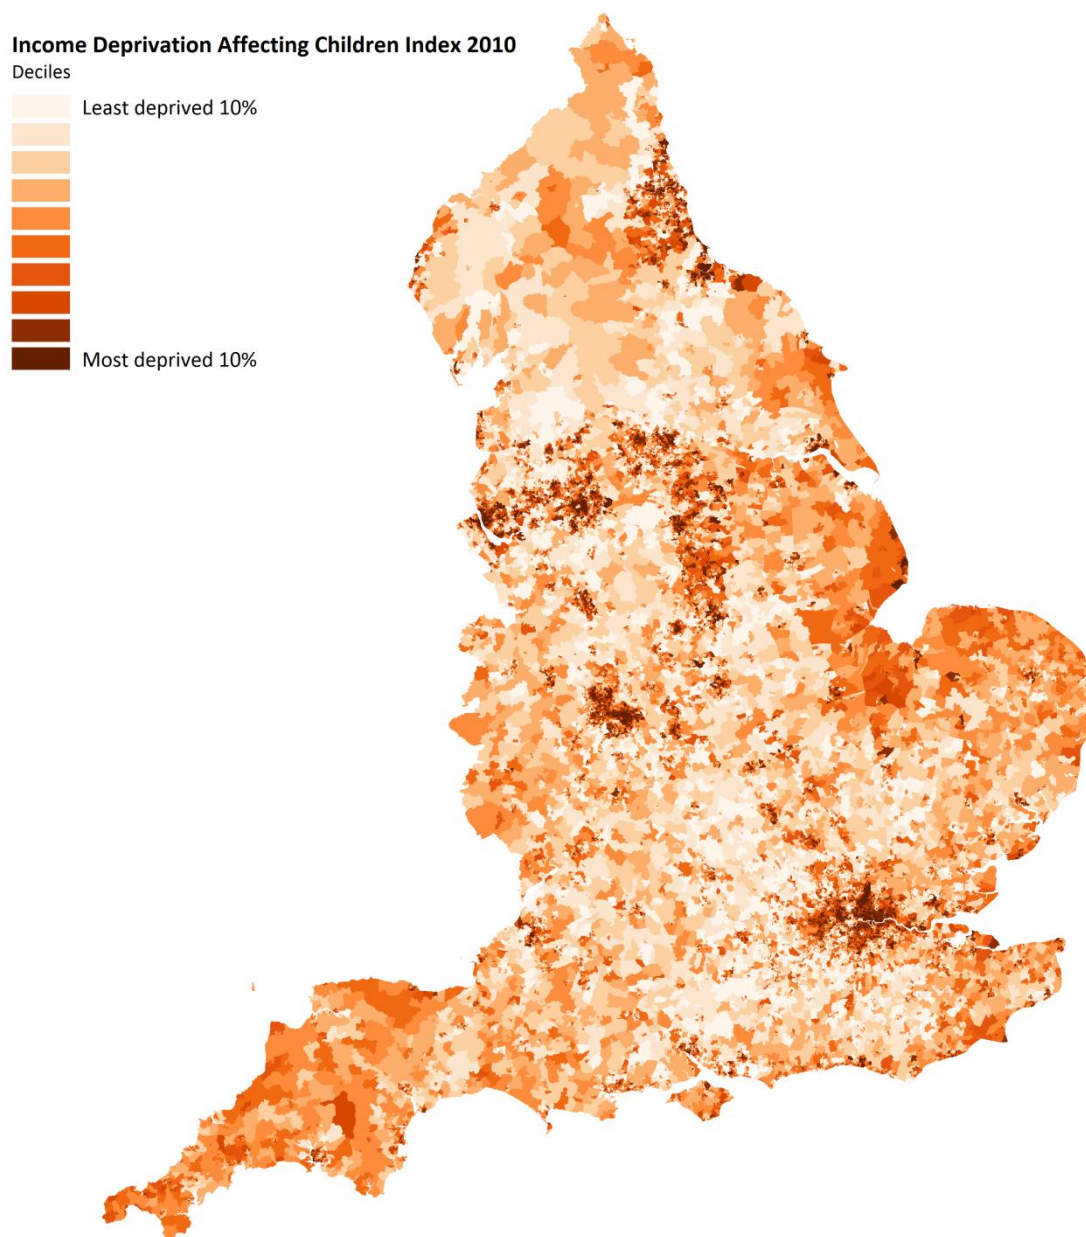 Income Deprivation Affecting Children Index 2010
Deciles
Least deprived 10%
Most deprived 10%